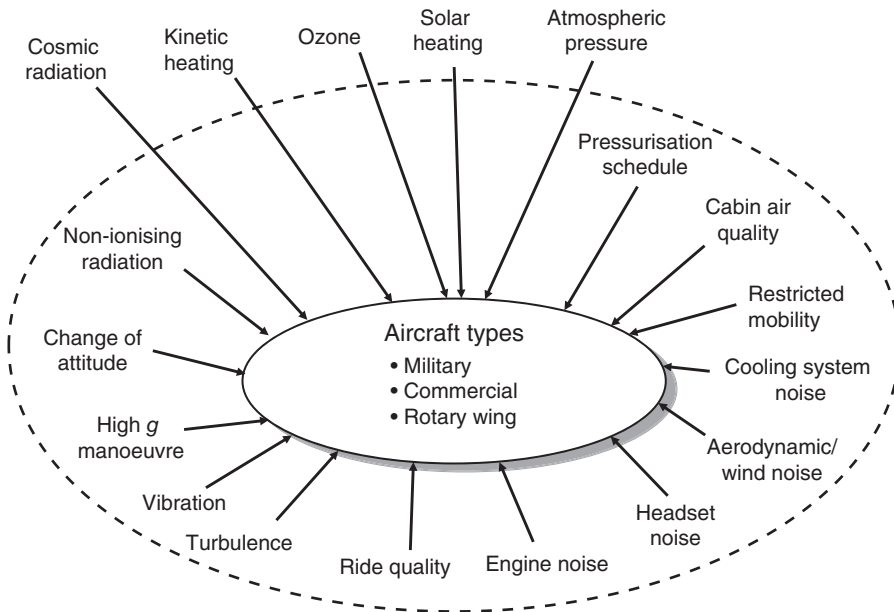 Cosmic
radiation
Kinetic
heating
Ozone
Solar
heating
Atmospheric
pressure
Pressurisation
schedule
Cabin air
quality
Restricted
mobility
Cooling system
noise
Aerodynamic/
wind noise
Headset
noise
Engine noise
Ride quality
Turbulence
Vibration
High g
manoeuvre
Change of
attitude
Non-ionising
radiation
Aircraft types
• Military
• Commercial
• Rotary wing